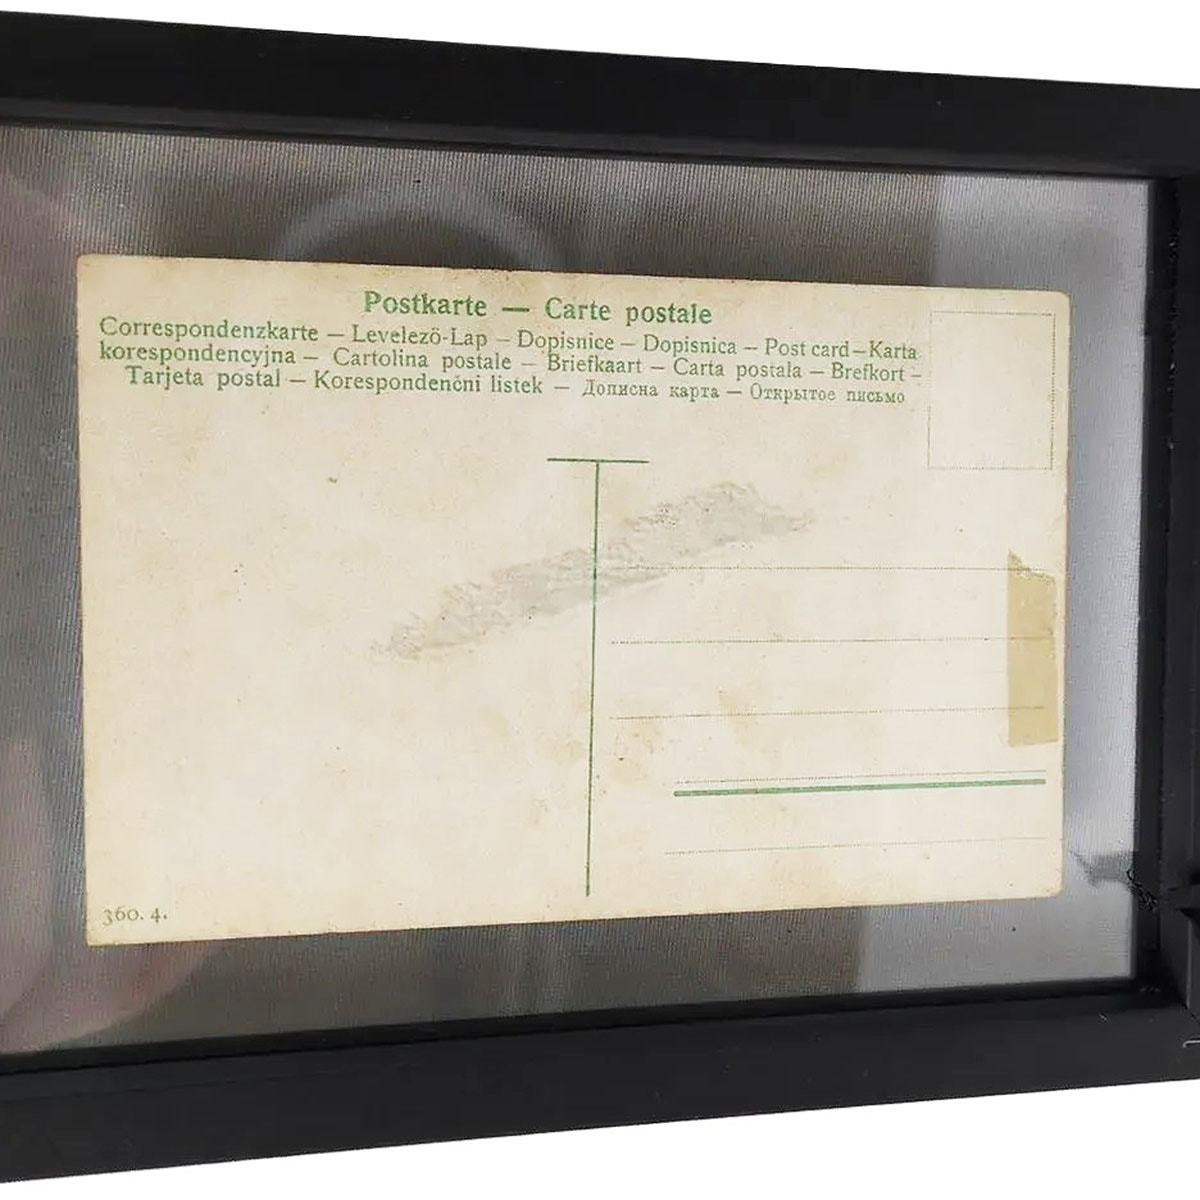 Postkarte — Carte postale
Correspondenzkarte — Levelezö-Lap — Dopisnice — Dopisnica — Post card — Karta
korespondencyjna — Cartolina postale — Briefkaart — Carta postala — Brefkort —
Tarjeta postal — Korespondenčni listek — Дописна карта — Открытое письмо
360. 4.